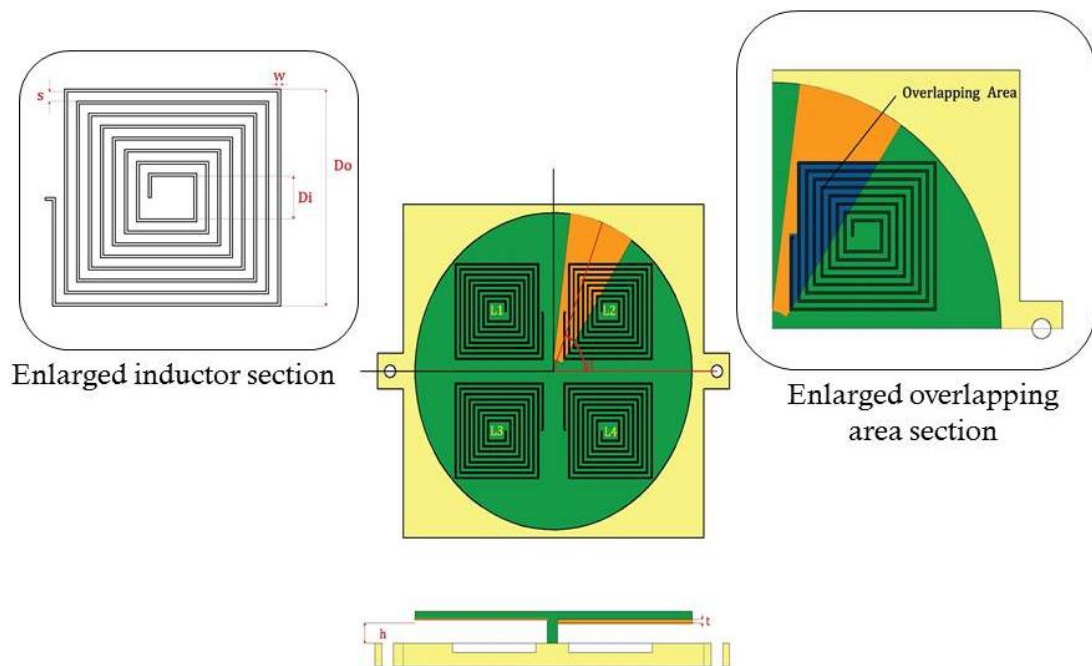 w
s
Do
Di
Enlarged inductor section
Overlapping Area
Enlarged overlapping
area section
L1
L2
L3
L4
h
t